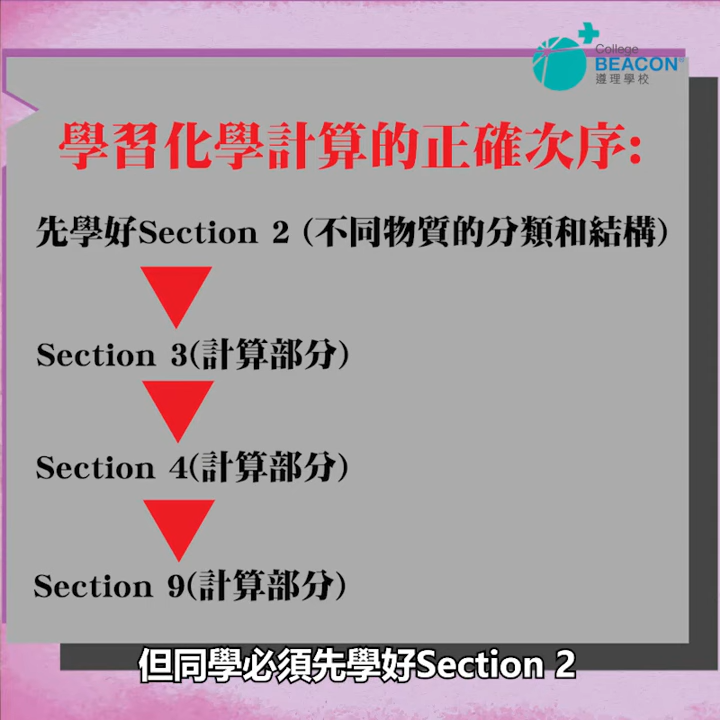 College
BEACON
遵理學校
學習化學計算的正確次序:
先學好Section 2 (不同物質的分類和結構)
Section 3(計算部分)
Section 4(計算部分)
Section 9(計算部分)
但同學必須先學好Section 2